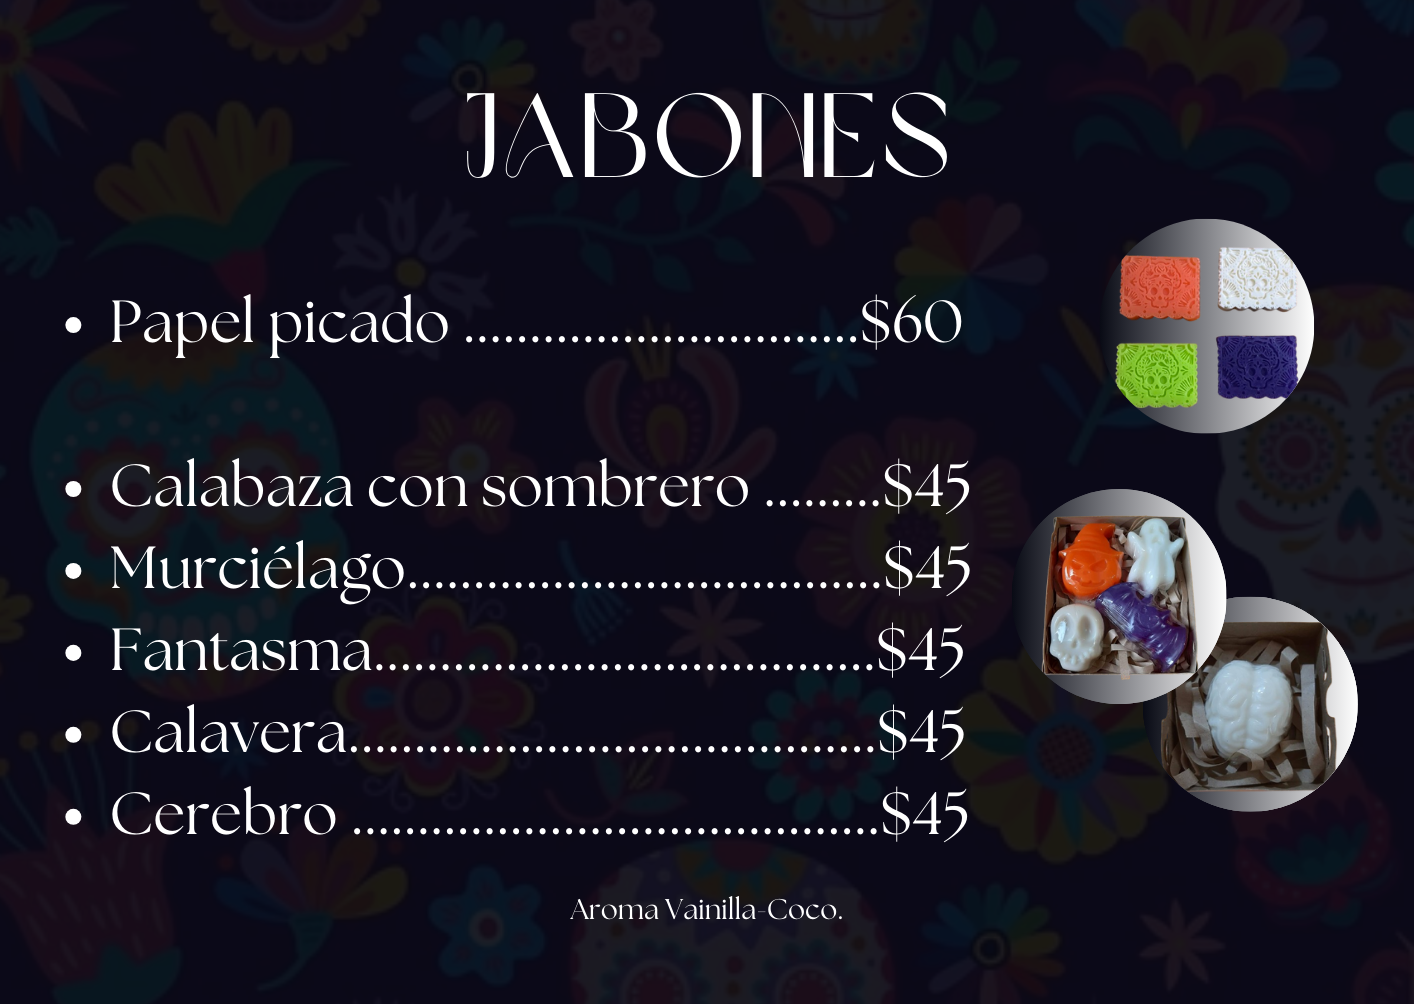 JABONES
• Papel picado ..............................$60
• Calabaza con sombrero .........$45
• Murciélago....................................$45
• Fantasma......................................$45
• Calavera........................................$45
• Cerebro ........................................$45
Aroma Vainilla-Coco.